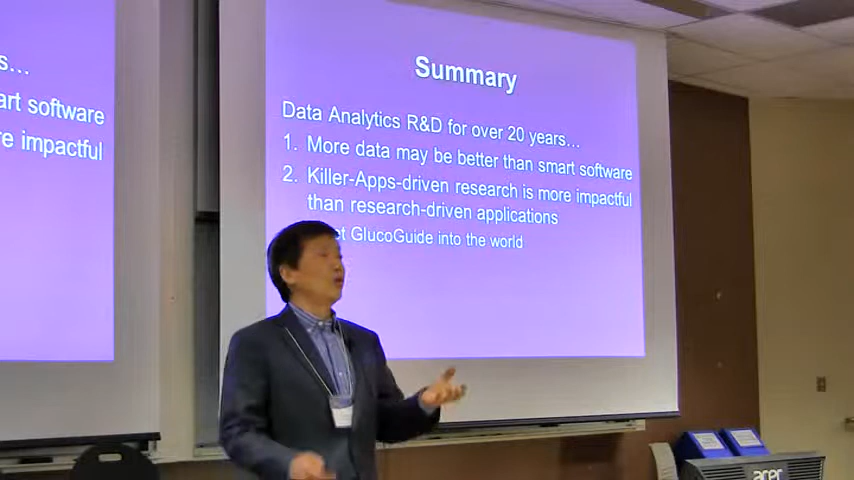 s...
art software
re impactful
Summary
Data Analytics R&D for over 20 years...
1. More data may be better than smart software
2. Killer-Apps-driven research is more impactful
than research-driven applications
GlucoGuide into the world
acer